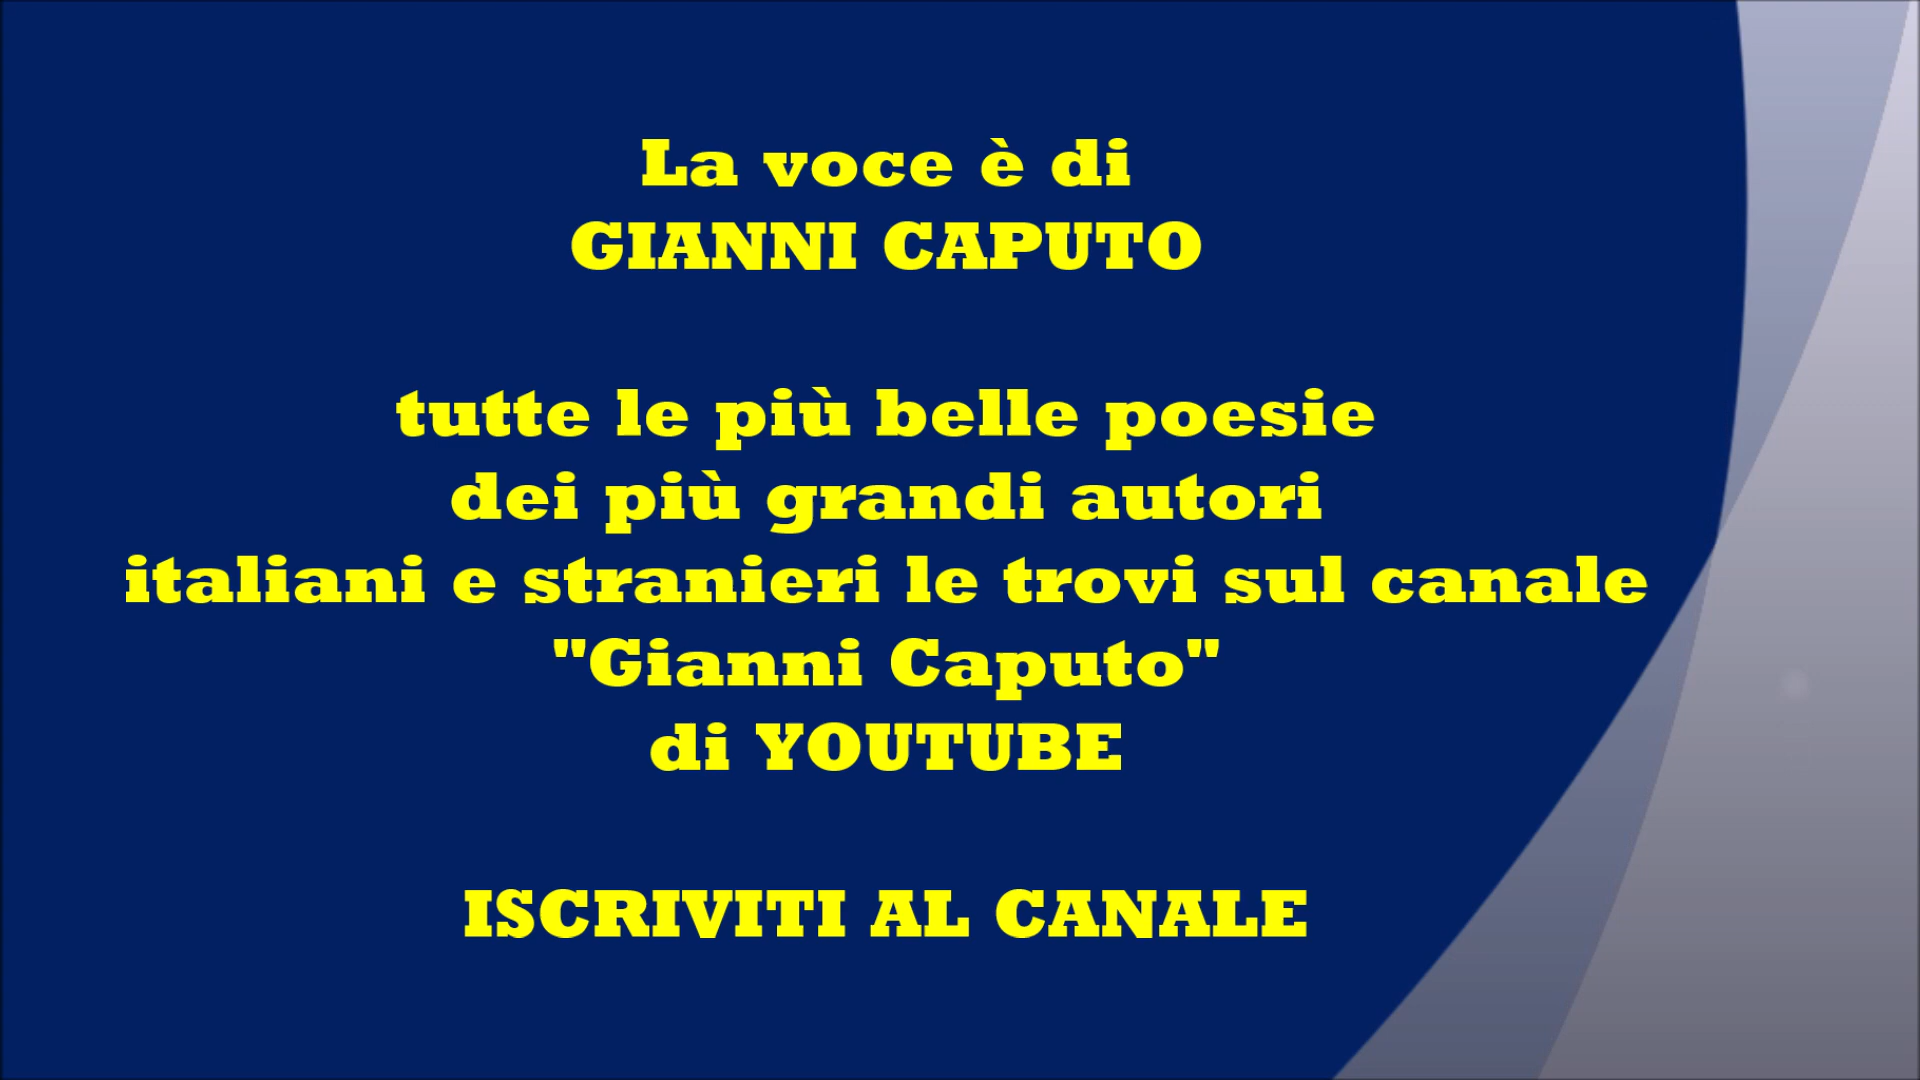 La voce è di
GIANNI CAPUTO
tutte le più belle poesie
dei più grandi autori
italiani e stranieri le trovi sul canale
"Gianni Caputo"
di YOUTUBE
ISCRIVITI AL CANALE